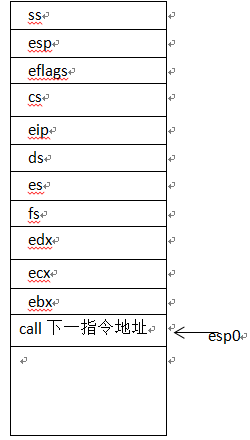 ss
esp
eflags
cs
eip
ds
es
fs
edx
ecx
ebx
call 下一指令地址
esp0